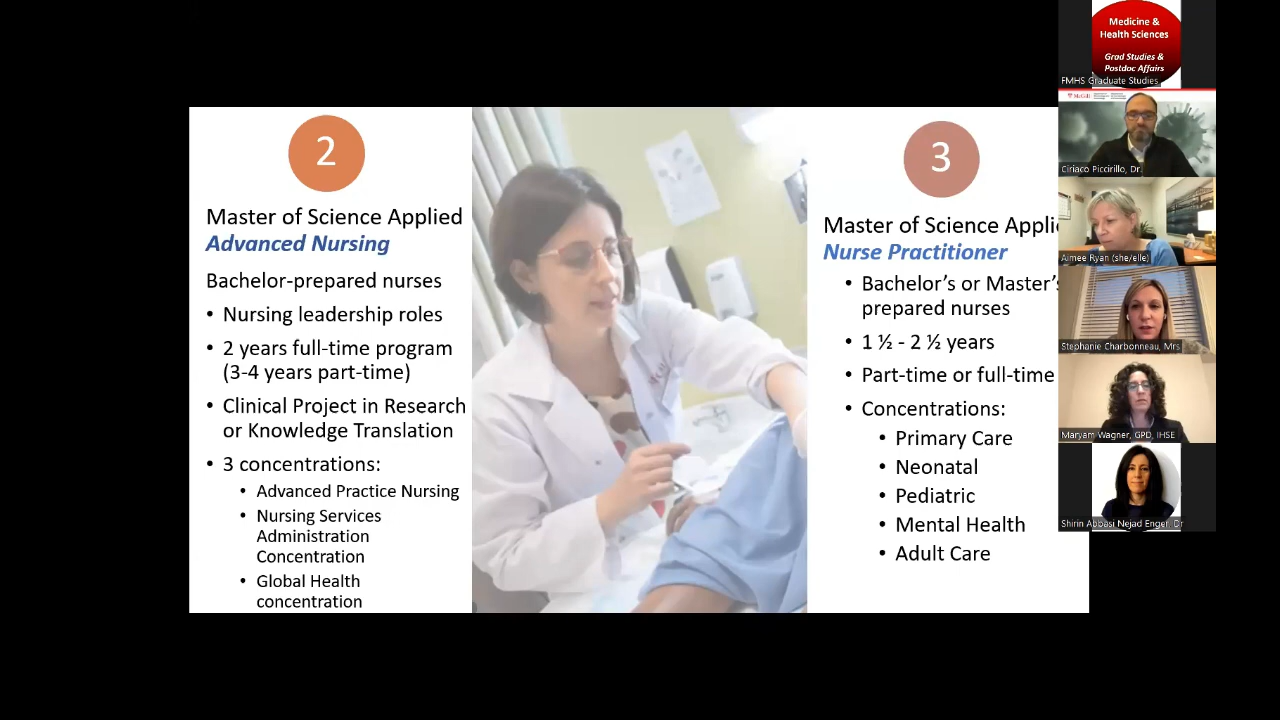 2
Master of Science Applied
Advanced Nursing
Bachelor-prepared nurses
• Nursing leadership roles
• 2 years full-time program
(3-4 years part-time)
• Clinical Project in Research
or Knowledge Translation
• 3 concentrations:
• Advanced Practice Nursing
• Nursing Services
Administration
Concentration
• Global Health
concentration
3
Master of Science Applie
Nurse Practitioner
• Bachelor's or Master's
prepared nurses
• 1 ½ - 2 ½ years
• Part-time or full-time
• Concentrations:
• Primary Care
• Neonatal
• Pediatric
• Mental Health
• Adult Care
Medicine &
Health Sciences
Grad Studies &
Postdoc Affairs
FMHS Graduate Studies
McGill
Ciriaco Piccirillo, Dr.
Aimee Ryan (she/elle)
Stephanie Charbonneau, Mrs
Maryam Wagner, GPD, IHSE
Shirin Abbasi Nejad Enger, Dr